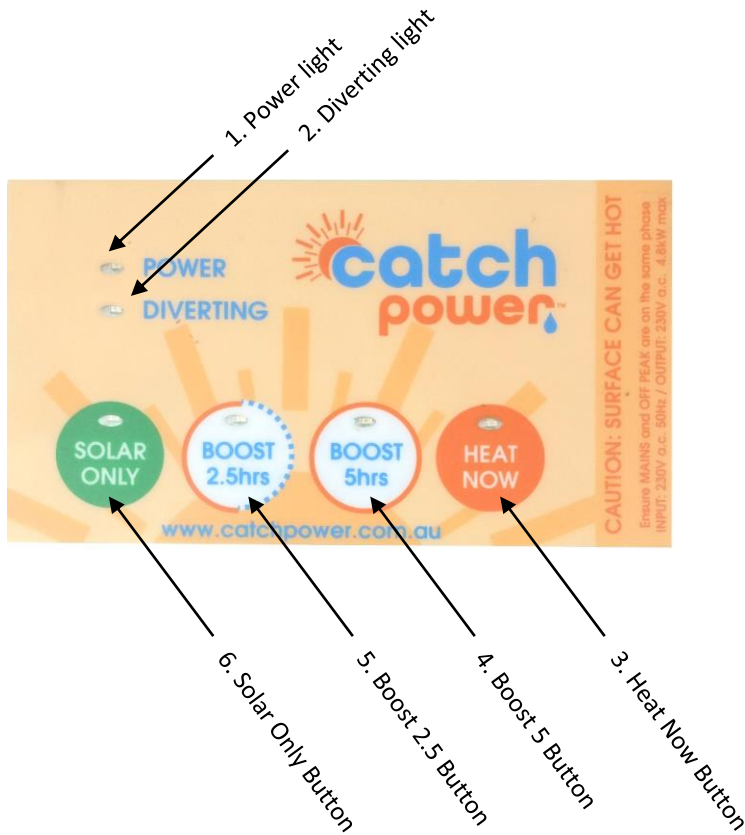 1. Power light
2. Diverting light
POWER
DIVERTING
catch
power™
SOLAR
ONLY
BOOST
2.5hrs
BOOST
5hrs
HEAT
NOW
www.catchpower.com.au
CAUTION: SURFACE CAN GET HOT
Ensure MAINS and OFF PEAK are on the same phase
INPUT: 230V a.c. 50Hz / OUTPUT: 230V a.c. 4.8kW max
6. Solar Only Button
5. Boost 2.5 Button
4. Boost 5 Button
3. Heat Now Button